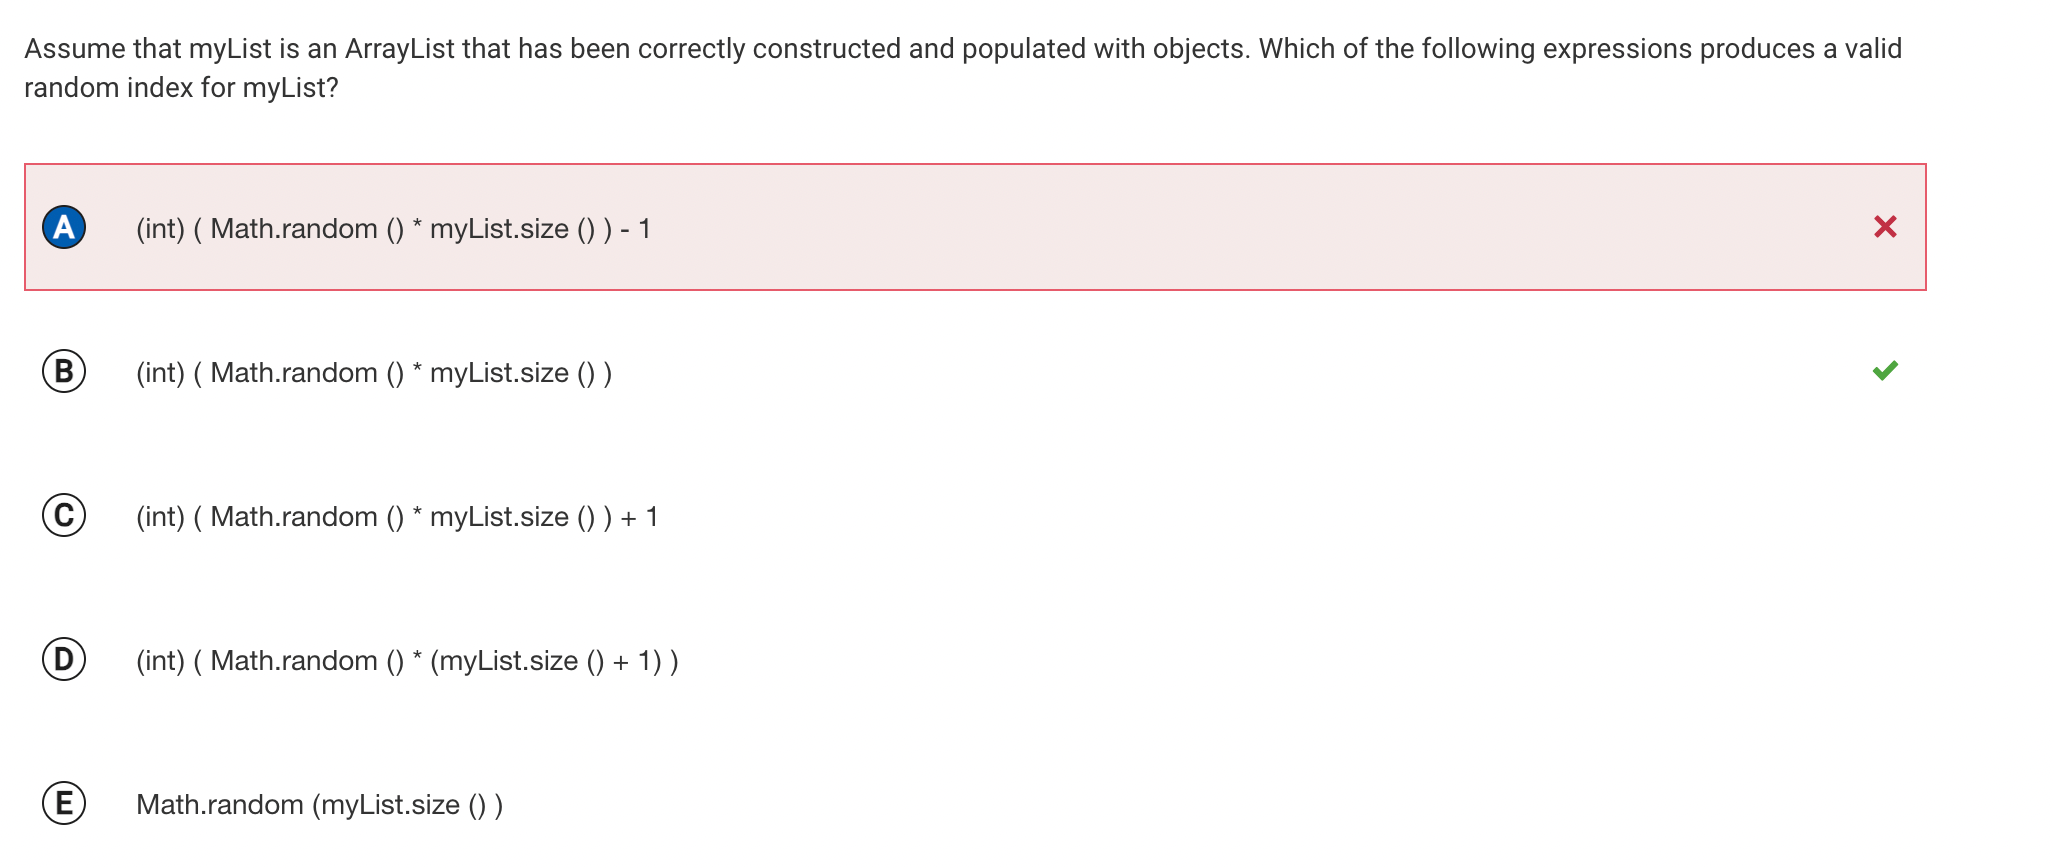 Assume that myList is an ArrayList that has been correctly constructed and populated with objects. Which of the following expressions produces a valid
random index for myList?
A (int) ( Math.random () * myList.size () ) - 1
B (int) ( Math.random () * myList.size () )
C (int) ( Math.random () * myList.size () ) + 1
D (int) ( Math.random () * (myList.size () + 1) )
E Math.random (myList.size () )